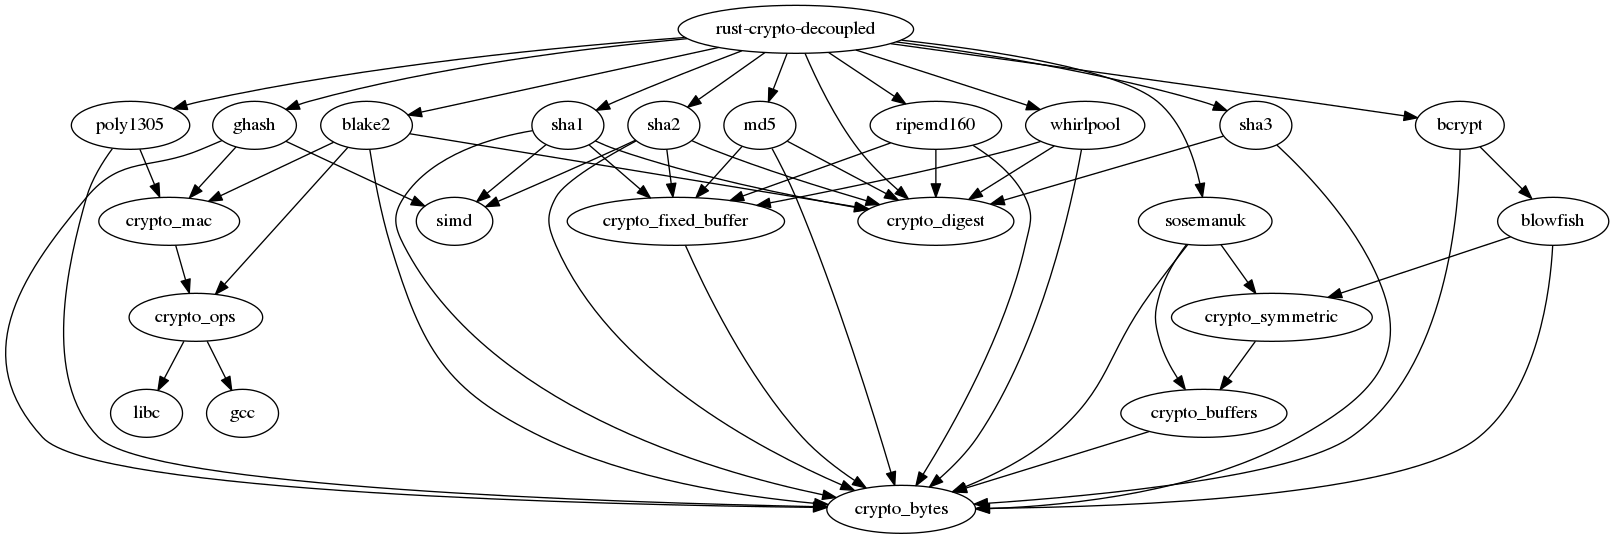 rust-crypto-decoupled
poly1305
ghash
blake2
sha1
sha2
md5
ripemd160
whirlpool
sha3
bcrypt
crypto_mac
simd
crypto_fixed_buffer
crypto_digest
sosemanuk
blowfish
crypto_ops
crypto_symmetric
libc
gcc
crypto_buffers
crypto_bytes